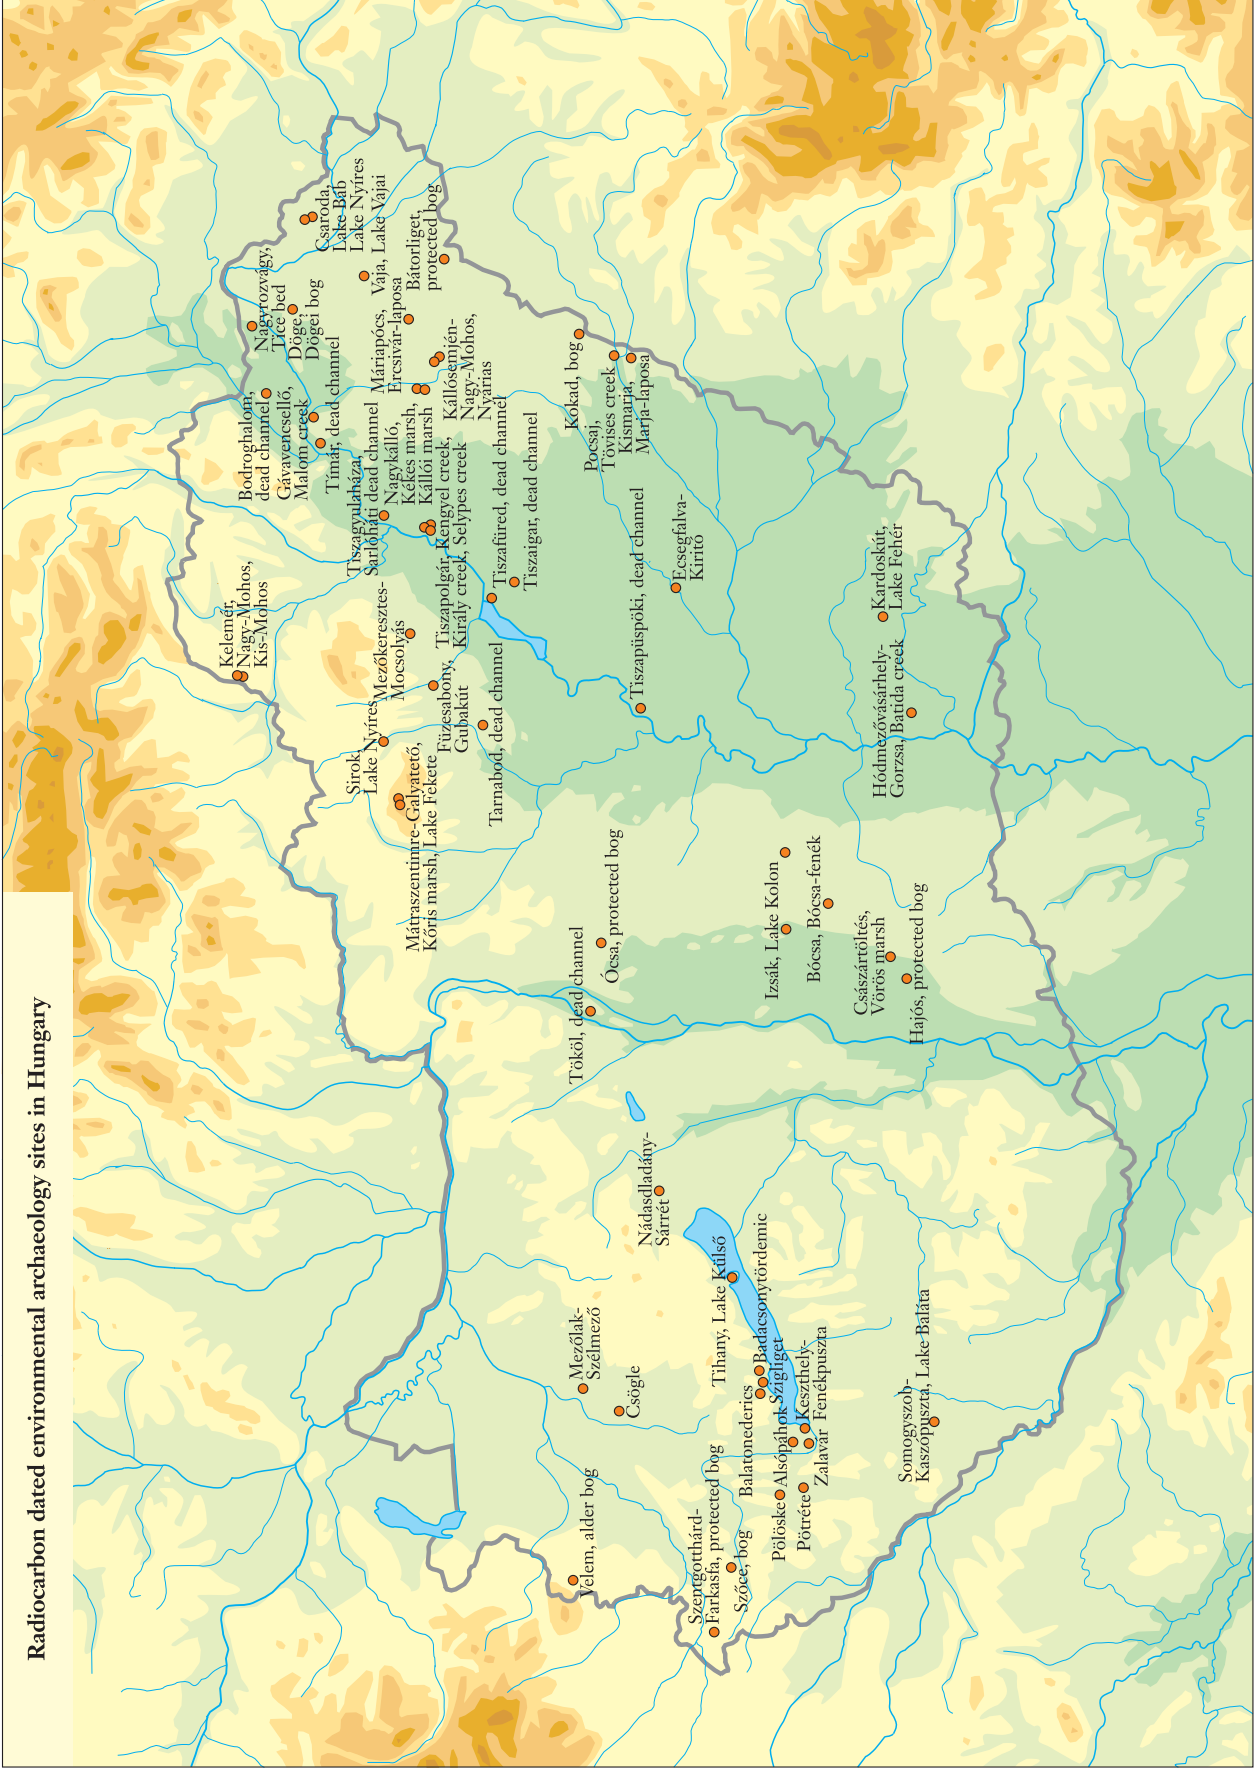 Radiocarbon dated environmental archaeology sites in Hungary
Kelemér,
Nagy-Mohos,
Kis-Mohos
Bodroghalom,
dead channel
Gávavencsellő,
Malom creek
Timár, dead channel
Nagyrozvágy,
Tice bed
Döge,
Dögei bog
Csaroda,
Lake Báb
Lake Nyíres
Vaja, Lake Vajai
Bátorliget,
protected bog
Máriapócs,
Ercsivár-laposa
Kállósemjén-
Nagy-Mohos,
Nyárias
Tiszagyulaháza,
Sarlóháti dead channel
Nagykálló,
Kékes marsh,
Kállói marsh
Tiszapolgár, Kengyel creek,
Király creek, Selypes creek
Tiszafüred, dead channel
Tiszaigar, dead channel
Sirok,
Lake Nyíres
Mezőkeresztes-
Mocsolyás
Füzesabony,
Gubakút
Tarnabod, dead channel
Mátraszentimre-Galyatető,
Kőris marsh, Lake Fekete
Kokad, bog
Pocsaj,
Tövises creek
Kismarja,
Marja-laposa
Tiszapüspöki, dead channel
Ecsegfalva-
Kiritó
Kardoskút,
Lake Fehér
Hódmezővásárhely-
Gorzsa, Batida creek
Tököl, dead channel
Ócsa, protected bog
Izsák, Lake Kolon
Bócsa, Bócsa-fenék
Császártöltés,
Vörös marsh
Hajós, protected bog
Nádasdladány-
Sárrét
Mezőlak-
Szélmező
Csögle
Velem, alder bog
Tihany, Lake Külső
Badacsonytördemic
Szigliget
Balatonederics
Keszthely-
Fenékpuszta
Alsópáhok
Zalavár
Pölöske
Pötréte
Szentgotthárd-
Farkasfa, protected bog
Szőce, bog
Somogyszob-
Kaszópuszta, Lake Baláta